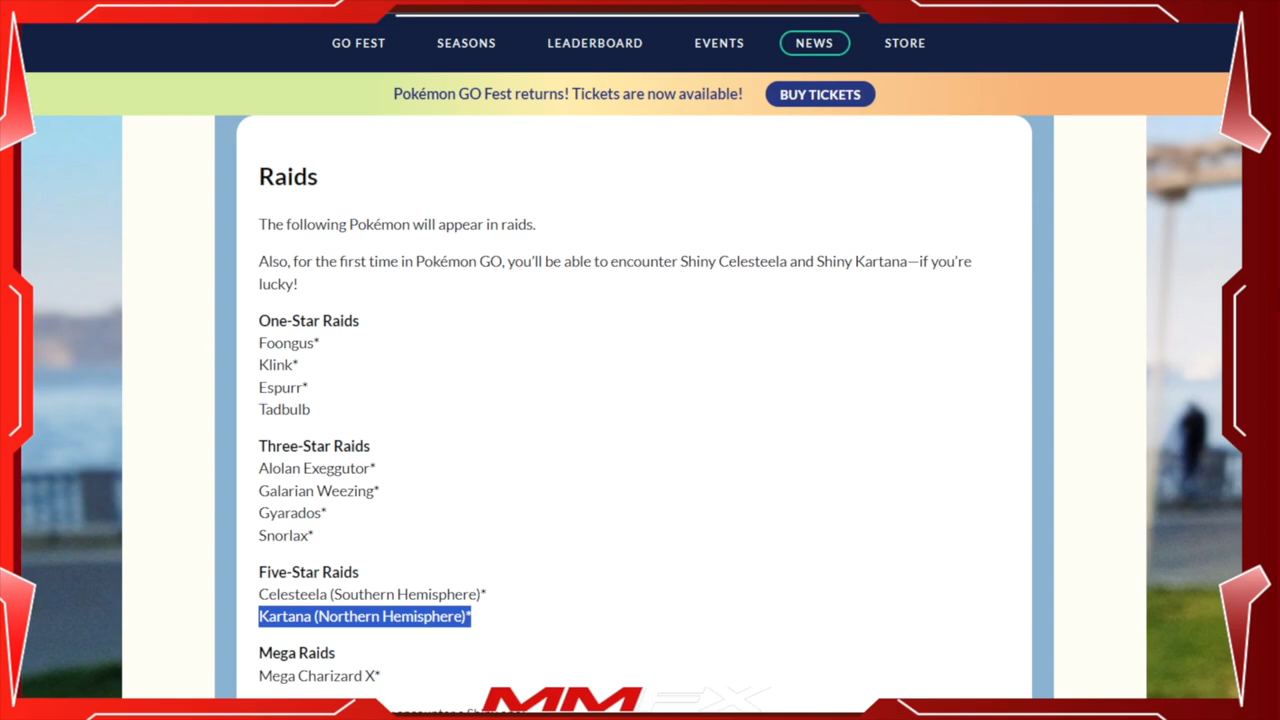 GO FEST SEASONS LEADERBOARD EVENTS NEWS STORE
Pokémon GO Fest returns! Tickets are now available! BUY TICKETS
Raids
The following Pokémon will appear in raids.
Also, for the first time in Pokémon GO, you'll be able to encounter Shiny Celesteela and Shiny Kartana—if you're
lucky!
One-Star Raids
Foongus*
Klink*
Espurr*
Tadbulb
Three-Star Raids
Alolan Exeggutor*
Galarian Weezing*
Gyarados*
Snorlax*
Five-Star Raids
Celesteela (Southern Hemisphere)*
Kartana (Northern Hemisphere)*
Mega Raids
Mega Charizard X*
MMFX